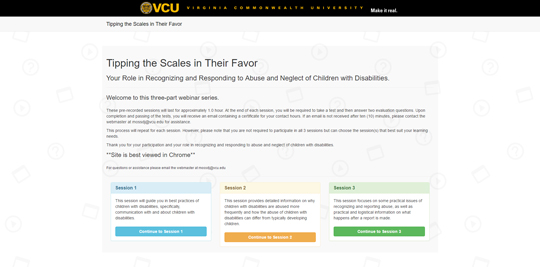 VCU VIRGINIA COMMONWEALTH UNIVERSITY Make it real.
Tipping the Scales in Their Favor
Tipping the Scales in Their Favor
Your Role in Recognizing and Responding to Abuse and Neglect of Children with Disabilities.
Welcome to this three-part webinar series.
These pre-recorded sessions will last for approximately 1.0 hour. At the end of each session, you will be required to take a test and then answer two evaluation questions. Upon
completion and passing of the tests, you will receive an email containing a certificate for your contact hours. If an email is not received after ten (10) minutes, please contact the
webmaster at for assistance
This process will repeat for each session. However, please note that you are not required to participate in all 3 sessions but can choose the session(s) that best suit your learning
needs.
Thank you for your participation and your role in recognizing and responding to abuse and neglect of children with disabilities.
**Site is best viewed in Chrome**
For questions or assistance please email the webmaster at
Session 1
This session will guide you in best practices of
children with disabilities, specifically,
communication with and about children with
disabilities.
Continue to Session 1
Session 2
This session provides detailed information on why
children with disabilities are abused more
frequently, and how the abuse of children with
disabilities can differ from typically developing
children.
Continue to Session 2
Session 3
This session focuses on some practical issues of
recognizing and reporting abuse, as well as
practical and logistical information on what
happens after a report is made.
Continue to Session 3